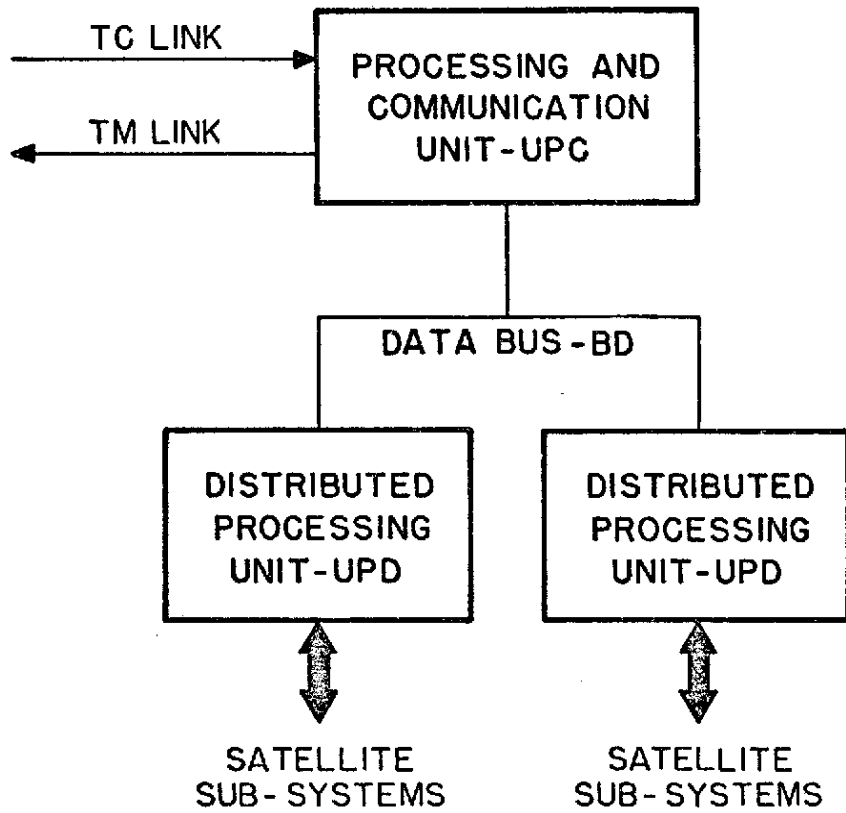 TC LINK
PROCESSING AND
COMMUNICATION
UNIT-UPC
TM LINK
DATA BUS-BD
DISTRIBUTED
PROCESSING
UNIT-UPD
DISTRIBUTED
PROCESSING
UNIT-UPD
SATELLITE
SUB-SYSTEMS
SATELLITE
SUB-SYSTEMS